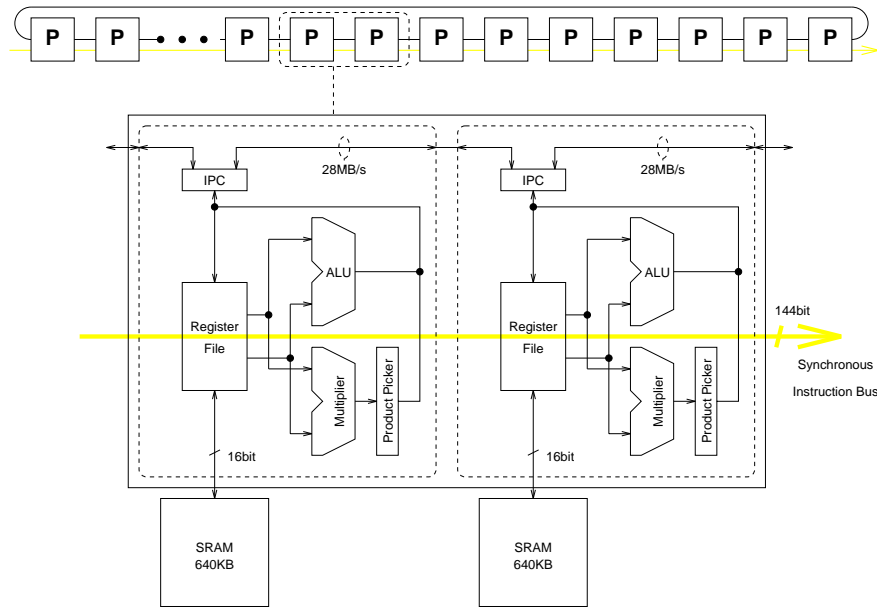 P P P P P P P P P P P P
28MB/s 28MB/s
IPC IPC
ALU ALU
144bit
Register File Register File
Synchronous
Instruction Bus
Multiplier Product Picker Multiplier Product Picker
16bit 16bit
SRAM 640KB SRAM 640KB